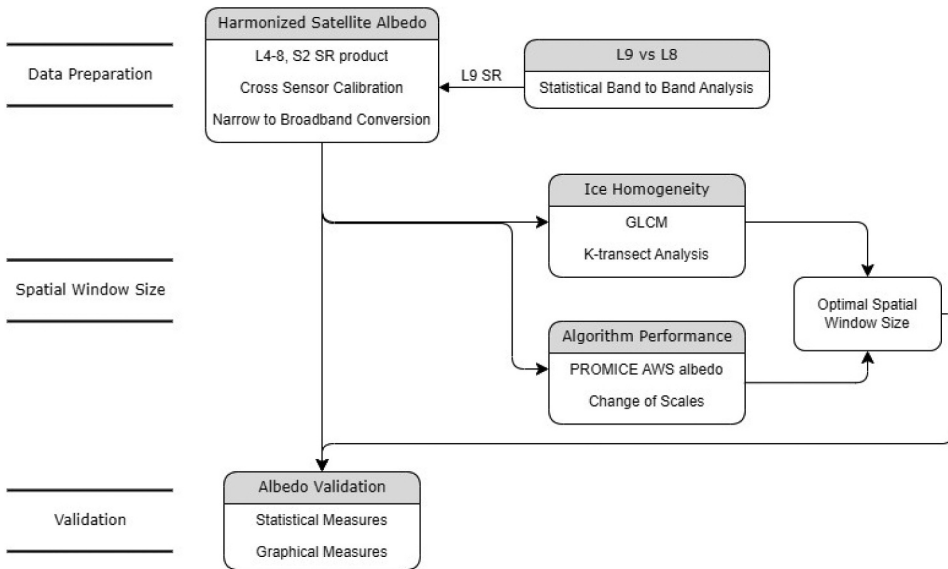 Harmonized Satellite Albedo
L4-8, S2 SR product
Cross Sensor Calibration
Narrow to Broadband Conversion
Data Preparation
L9 SR
L9 vs L8
Statistical Band to Band Analysis
Ice Homogeneity
GLCM
K-transect Analysis
Spatial Window Size
Optimal Spatial
Window Size
Algorithm Performance
PROMICE AWS albedo
Change of Scales
Albedo Validation
Statistical Measures
Graphical Measures
Validation